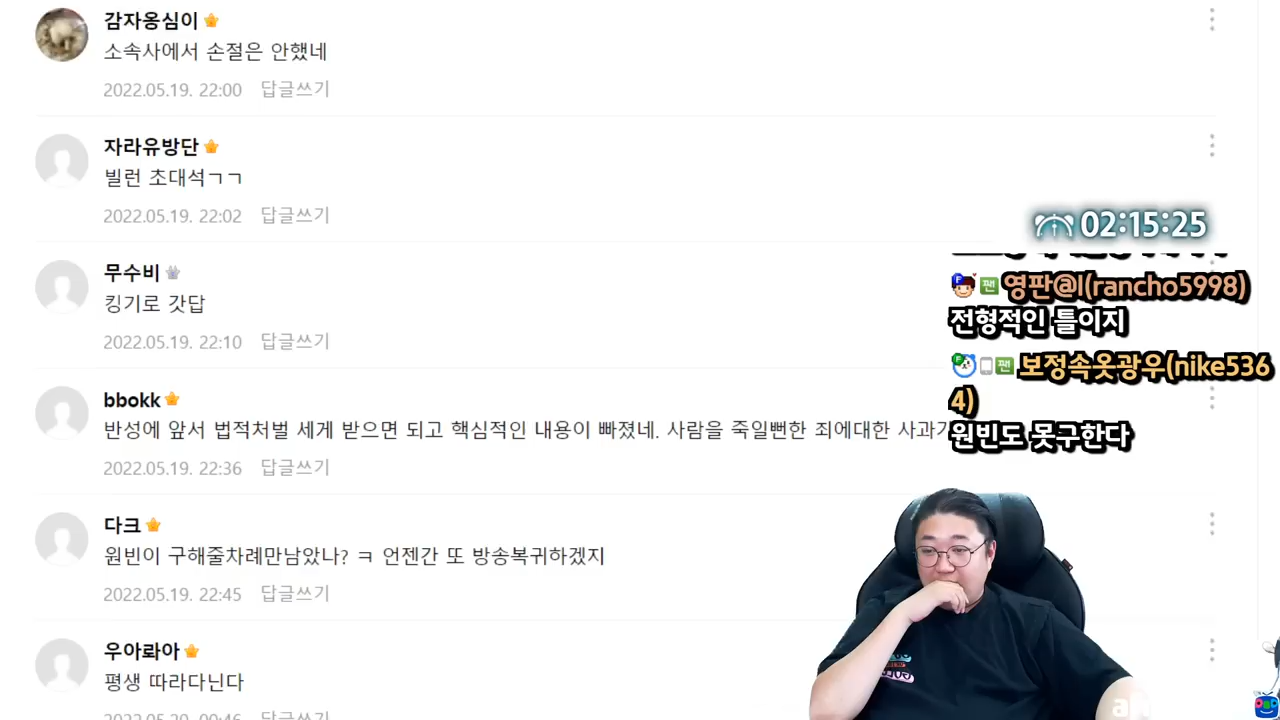 감자옹심이
소속사에서 손절은 안했네
2022.05.19. 22:00 답글쓰기
자라유방단
빌런 초대석ㄱㄱ
2022.05.19. 22:02 답글쓰기
무수비
킹기로 갓답
2022.05.19. 22:10 답글쓰기
bbokk
반성에 앞서 법적처벌 세게 받으면 되고 핵심적인 내용이 빠졌네. 사람을 죽일뻔한 죄에대한 사과가
2022.05.19. 22:36 답글쓰기
다크
원빈이 구해줄차례만남았나? ㅋ 언젠간 또 방송복귀하겠지
2022.05.19. 22:45 답글쓰기
우아롸아
평생 따라다닌다
02:15:25
F 팬 영판@l(rancho5998)
전형적인 틀이지
F 팬 보정속옷광우(nike536
4)
원빈도 못구한다